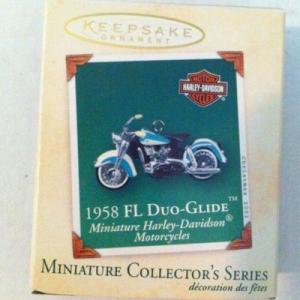 KEEPSAKE
ORNAMENT
MOTOR
HARLEY-DAVIDSON
CYCLES
1958 FL DUO-GLIDE™
Miniature Harley-Davidson®
Motorcycles
MINIATURE COLLECTOR'S SERIES
décoration des fêtes